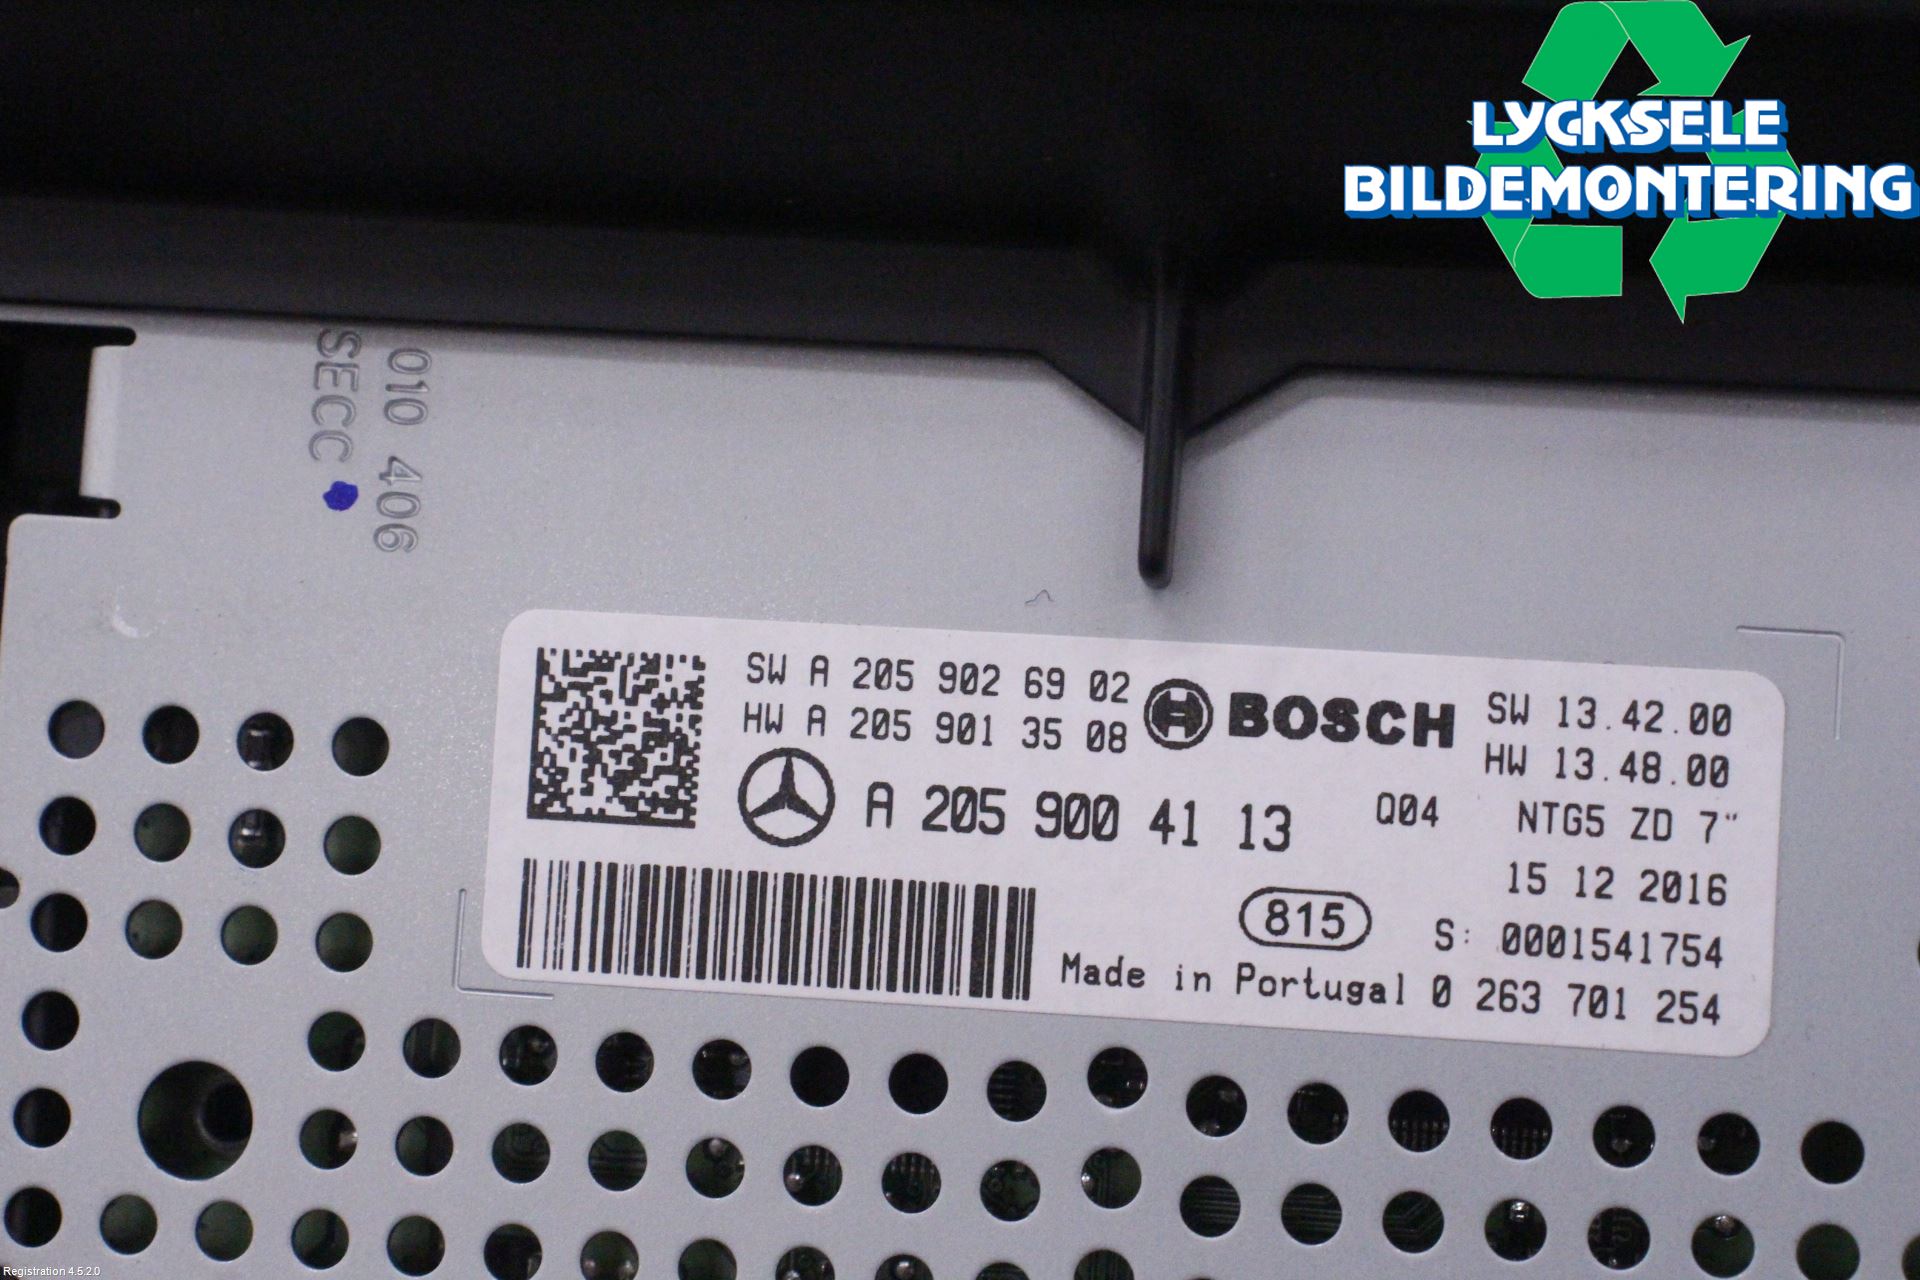 LYCKSELE
BILDEMONTERING
010 406
SECC
SW A 205 902 69 02
HW A 205 901 35 08
BOSCH
SW 13.42.00
HW 13.48.00
A 205 900 41 13
Q04
NTG5 ZD 7"
15 12 2016
815
S: 0001541754
Made in Portugal 0 263 701 254
Registration 4.5.2.0